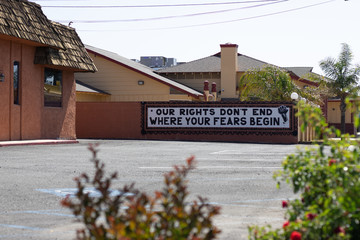 OUR RIGHTS DON'T END
WHERE YOUR FEARS BEGIN